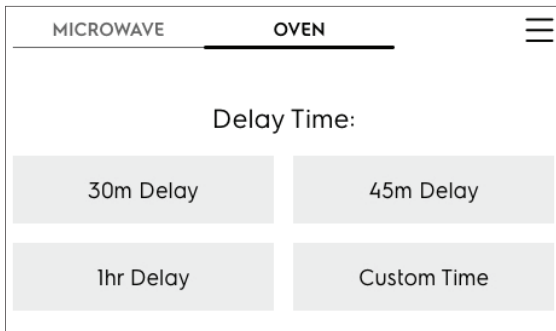 MICROWAVE OVEN
Delay Time:
30m Delay 45m Delay
1hr Delay Custom Time